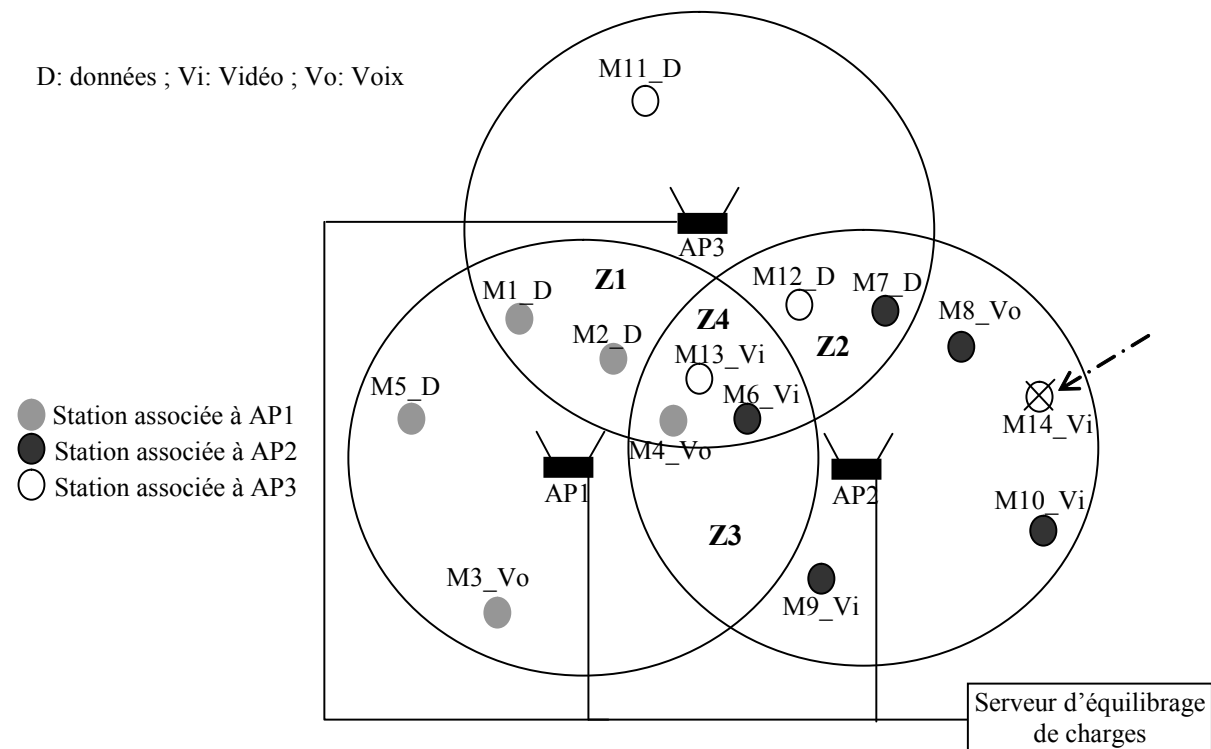 D: données ; Vi: Vidéo ; Vo: Voix
M11_D
AP3
M12_D
M7_D
Z1
M1_D
M8_Vo
Z4
M2_D
Z2
M13_Vi
M5_D
M6_Vi
M14_Vi
Station associée à AP1
Station associée à AP2
Station associée à AP3
M4_Vo
AP1
AP2
M10_Vi
Z3
M3_Vo
M9_Vi
Serveur d'équilibrage
de charges